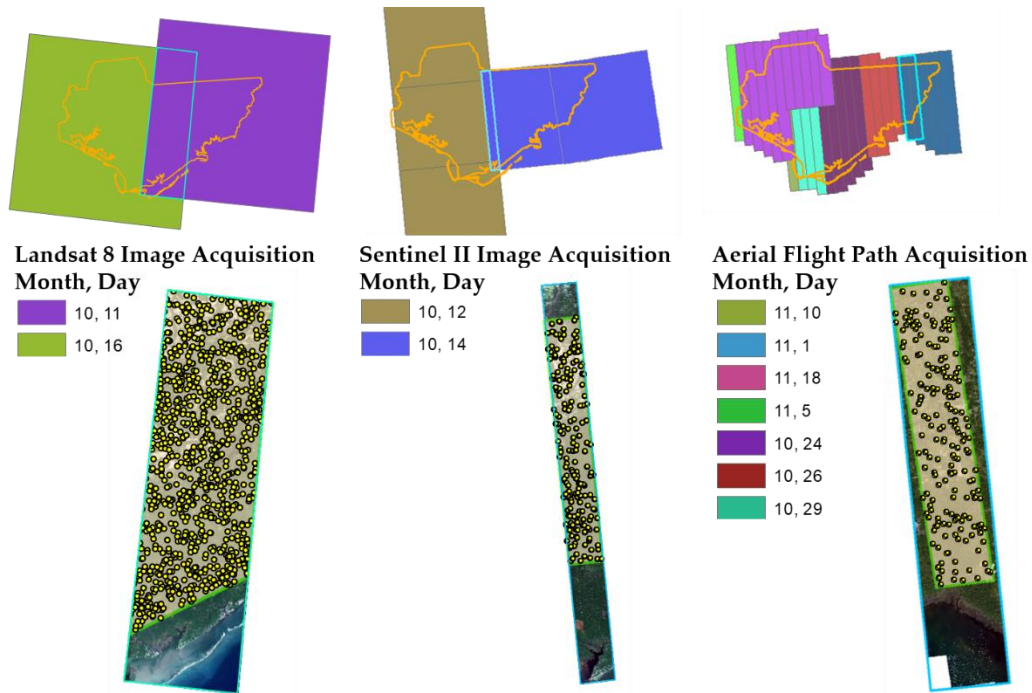 Landsat 8 Image Acquisition
Month, Day
10, 11
10, 16
Sentinel II Image Acquisition
Month, Day
10, 12
10, 14
Aerial Flight Path Acquisition
Month, Day
11, 10
11, 1
11, 18
11, 5
10, 24
10, 26
10, 29